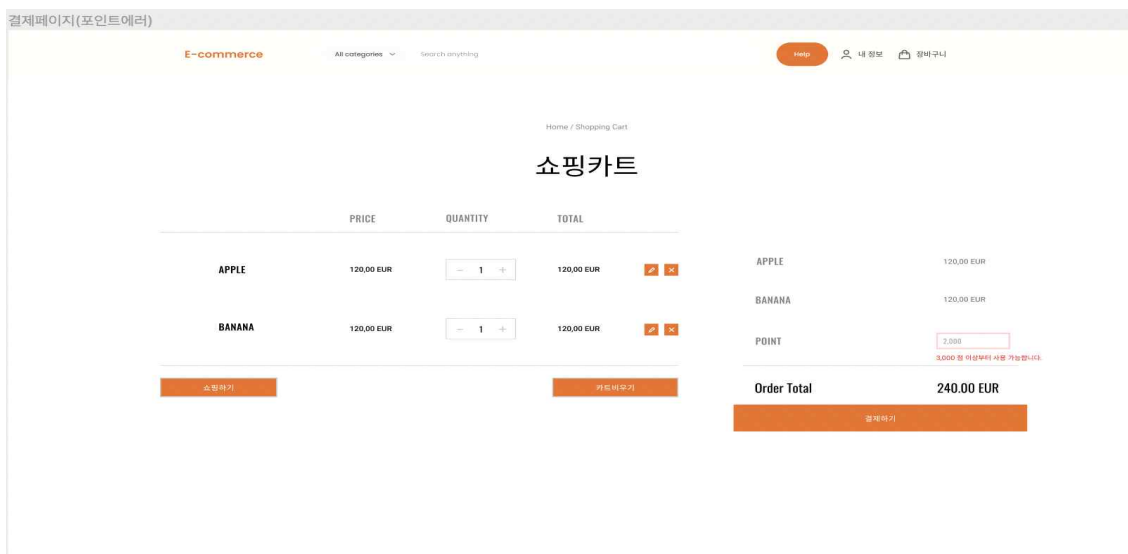 결제페이지(포인트에러)
E-commerce All categories Search anything Help 내 정보 장바구니
Home / Shopping Cart
쇼핑카트
PRICE QUANTITY TOTAL
APPLE 120,00 EUR − 1 + 120,00 EUR
BANANA 120,00 EUR − 1 + 120,00 EUR
쇼핑하기 카트비우기
APPLE 120,00 EUR
BANANA 120,00 EUR
POINT 2,000
3,000 점 이상부터 사용 가능합니다.
Order Total 240.00 EUR
결제하기